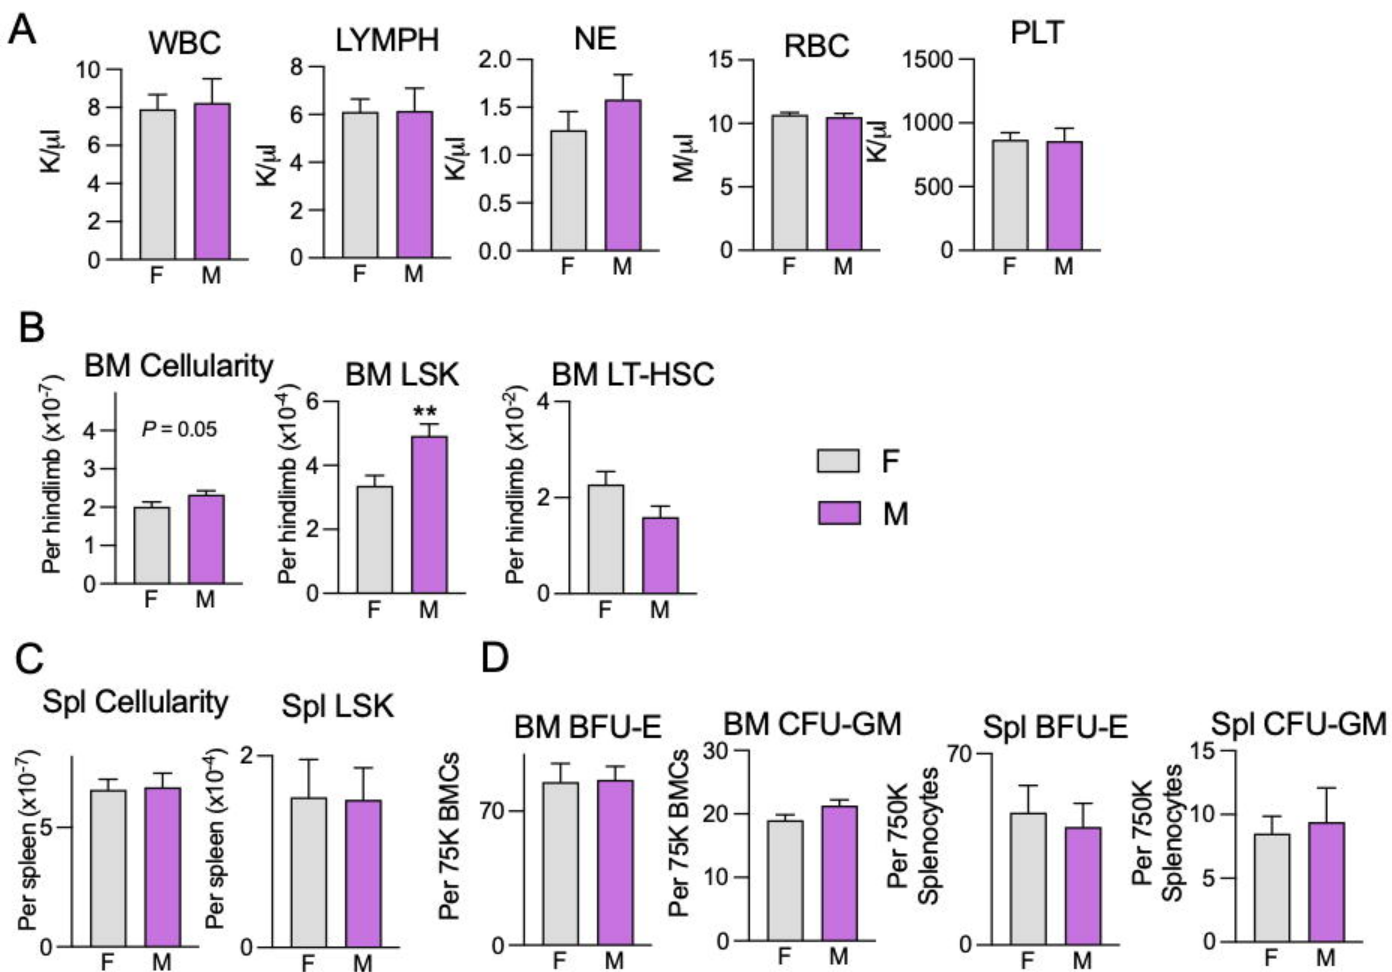 A
WBC
K/μl
10
8
6
4
2
0
F
M
LYMPH
K/μl
8
6
4
2
0
F
M
NE
K/μl
2.0
1.5
1.0
0.5
0.0
F
M
RBC
M/μl
15
10
5
0
F
M
PLT
K/μl
1500
1000
500
0
F
M
B
BM Cellularity
Per hindlimb (x10⁻⁷)
4
3
2
1
0
P = 0.05
F
M
BM LSK
Per hindlimb (x10⁻⁴)
6
4
2
0
**
F
M
BM LT-HSC
Per hindlimb (x10⁻²)
4
2
0
F
M
F
M
C
Spl Cellularity
Per spleen (x10⁻⁷)
5
0
F
M
Spl LSK
Per spleen (x10⁻⁴)
2
1
0
F
M
D
BM BFU-E
Per 75K BMCs
70
0
F
M
BM CFU-GM
Per 75K BMCs
30
20
10
0
F
M
Spl BFU-E
Per 750K
Splenocytes
70
0
F
M
Spl CFU-GM
Per 750K
Splenocytes
15
10
5
0
F
M